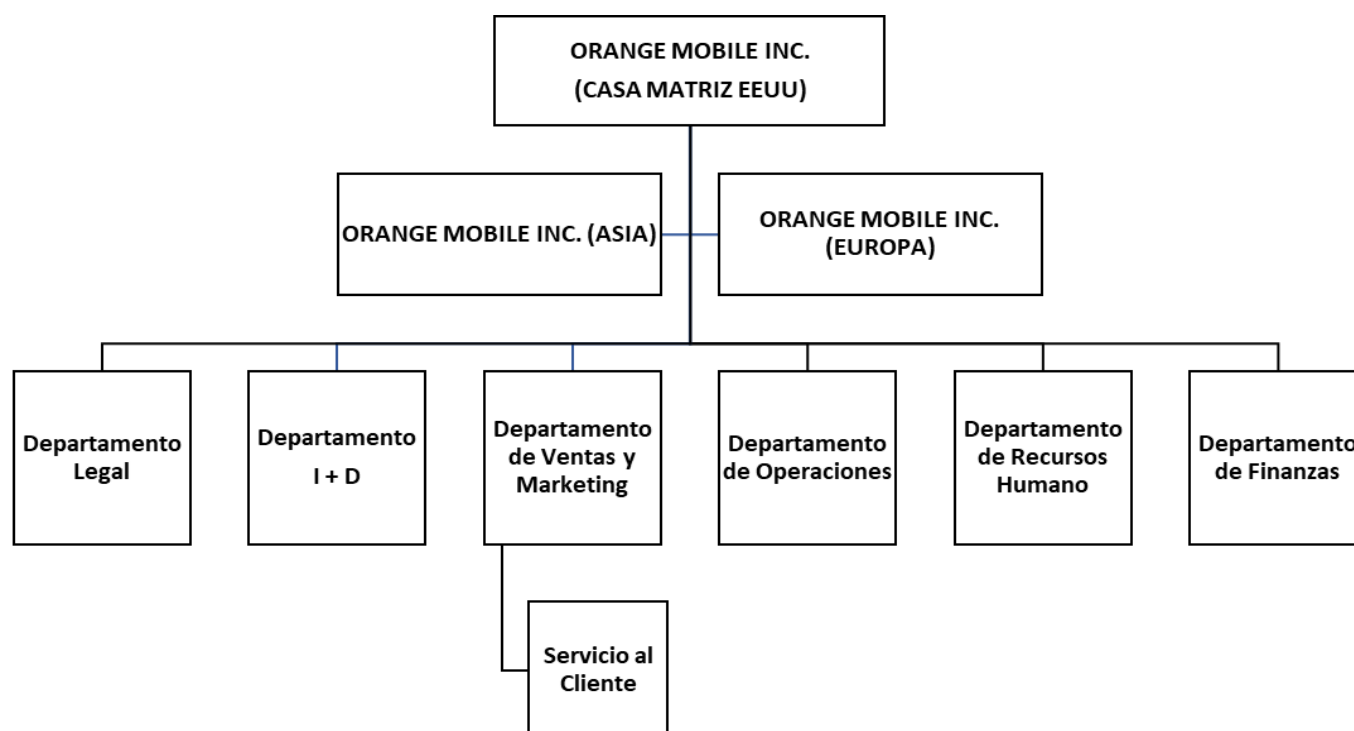 ORANGE MOBILE INC.
(CASA MATRIZ EEUU)
ORANGE MOBILE INC. (ASIA)
ORANGE MOBILE INC.
(EUROPA)
Departamento
Legal
Departamento
I + D
Departamento
de Ventas y
Marketing
Departamento
de Operaciones
Departamento
de Recursos
Humano
Departamento
de Finanzas
Servicio al
Cliente